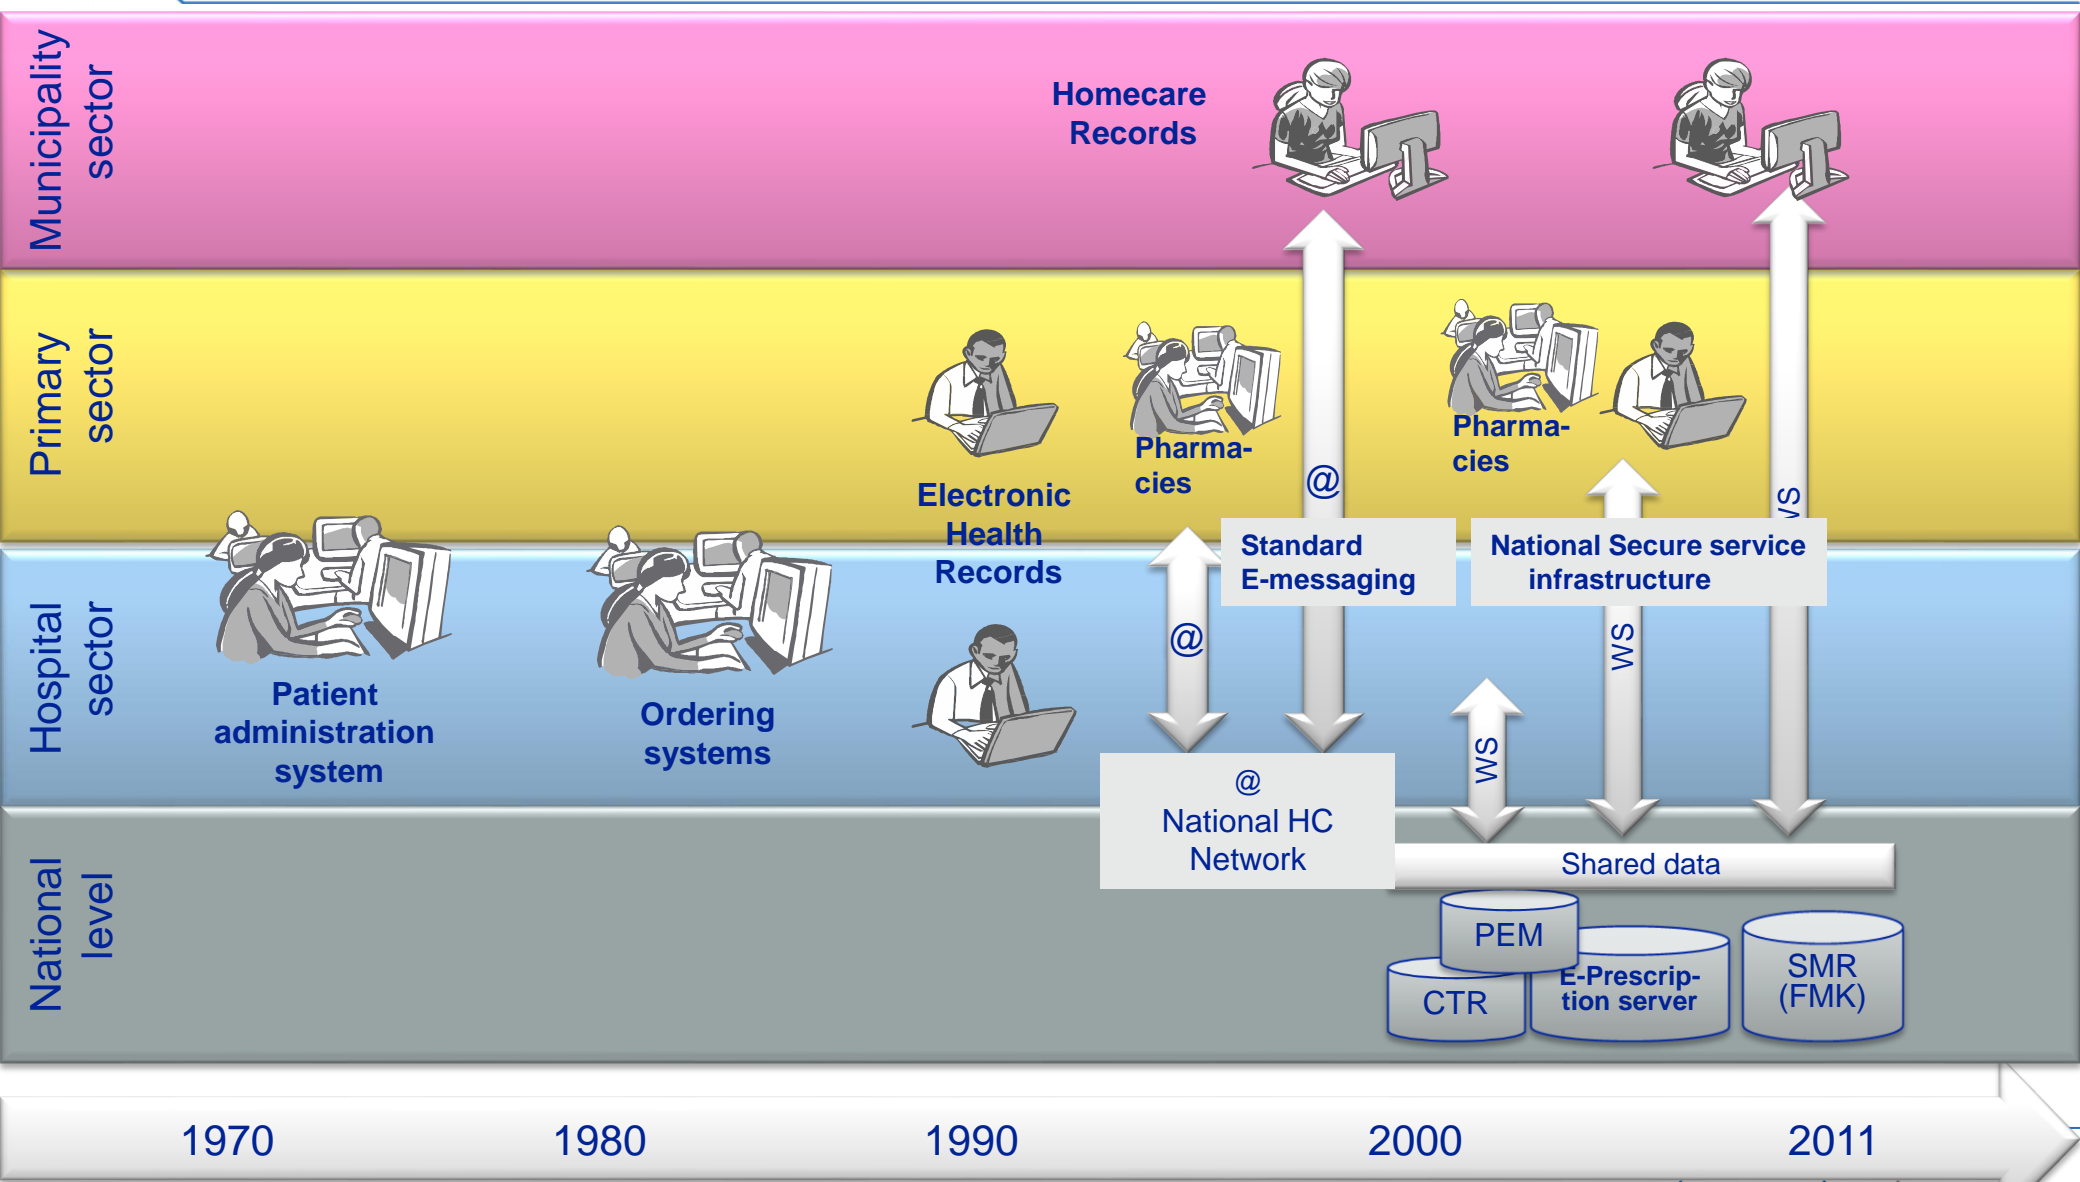 Municipality
sector
Homecare
Records
Primary
sector
Pharma-
cies
Pharma-
cies
@
Electronic
Health
Records
WS
Standard
E-messaging
National Secure service
infrastructure
Hospital
sector
@
WS
Patient
administration
system
Ordering
systems
WS
@
National HC
Network
Shared data
National
level
PEM
CTR
E-Prescrip-
tion server
SMR
(FMK)
1970
1980
1990
2000
2011